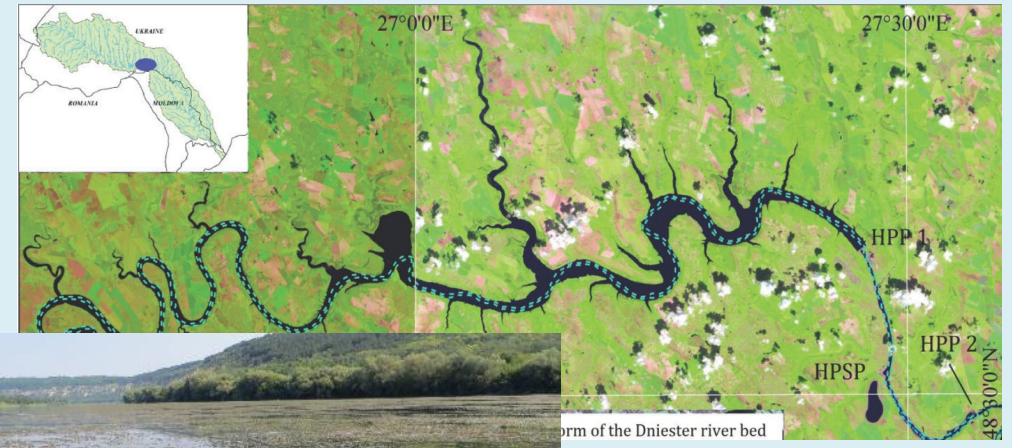 27°0'0"E
27°30'0"E
UKRAINE
ROMANIA
MOLDOVA
HPP 1
HPP 2
HPSP
48°30'0"N
orm of the Dniester river bed